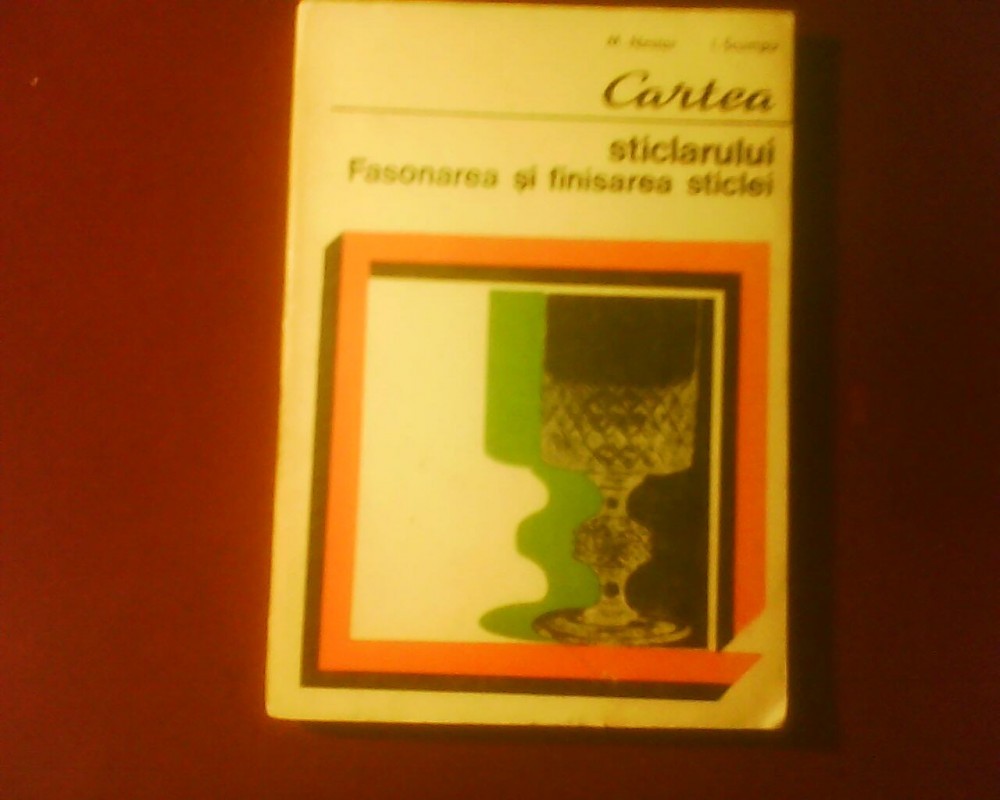 Cartea
sticlarului
Fasonarea și finisarea sticlei